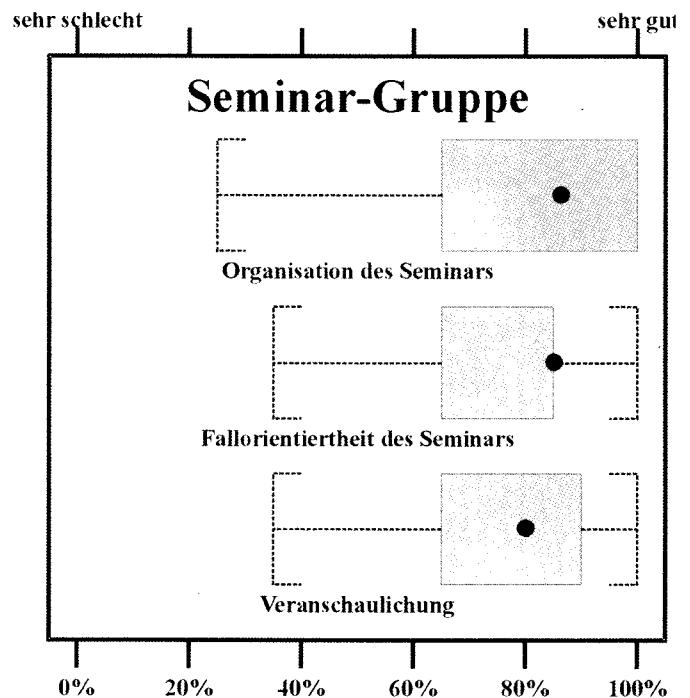 sehr schlecht sehr gut
Seminar-Gruppe
Organisation des Seminars
Fallorientiertheit des Seminars
Veranschaulichung
0% 20% 40% 60% 80% 100%